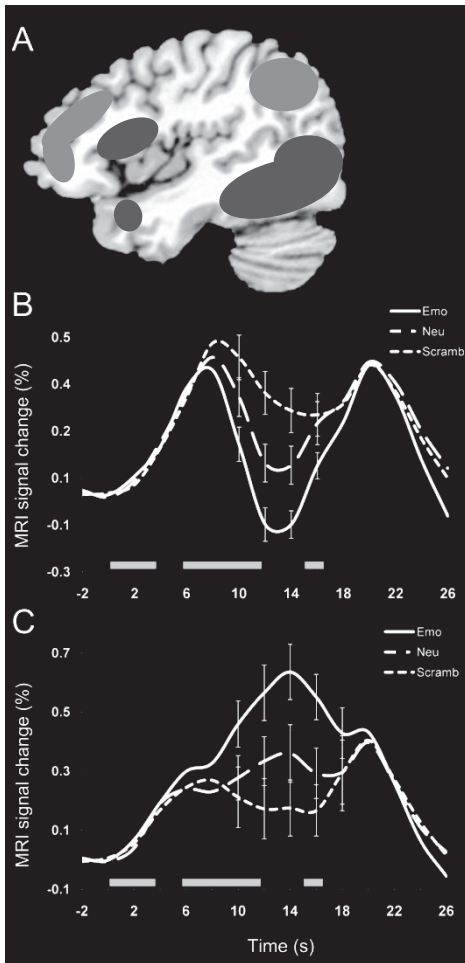 A
B
Emo
Neu
Scramb
MRI signal change (%)
0.5
0.4
0.2
0.1
-0.1
-0.3
-2 2 6 10 14 18 22 26
C
Emo
Neu
Scramb
MRI signal change (%)
0.7
0.5
0.3
0.1
-0.1
-2 2 6 10 14 18 22 26
Time (s)